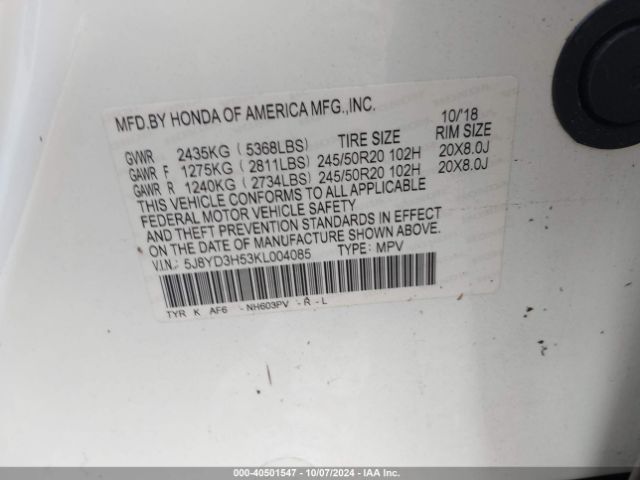 MFD.BY HONDA OF AMERICA MFG.,INC. 10/'18
TIRE SIZE RIM SIZE
GVWR 2435KG ( 5368LBS)
GAWR F 1275KG ( 2811LBS) 245/50R20 102H 20X8.0J
GAWR R 1240KG ( 2734LBS) 245/50R20 102H 20X8.0J
THIS VEHICLE CONFORMS TO ALL APPLICABLE
FEDERAL MOTOR VEHICLE SAFETY
AND THEFT PREVENTION STANDARDS IN EFFECT
ON THE DATE OF MANUFACTURE SHOWN ABOVE.
V.I.N.: 5J8YD3H53KL004085 TYPE: MPV
TYR K AF6 - NH603PV - R - L
00-40501547 - 10/07/2024 - IAAI.COM